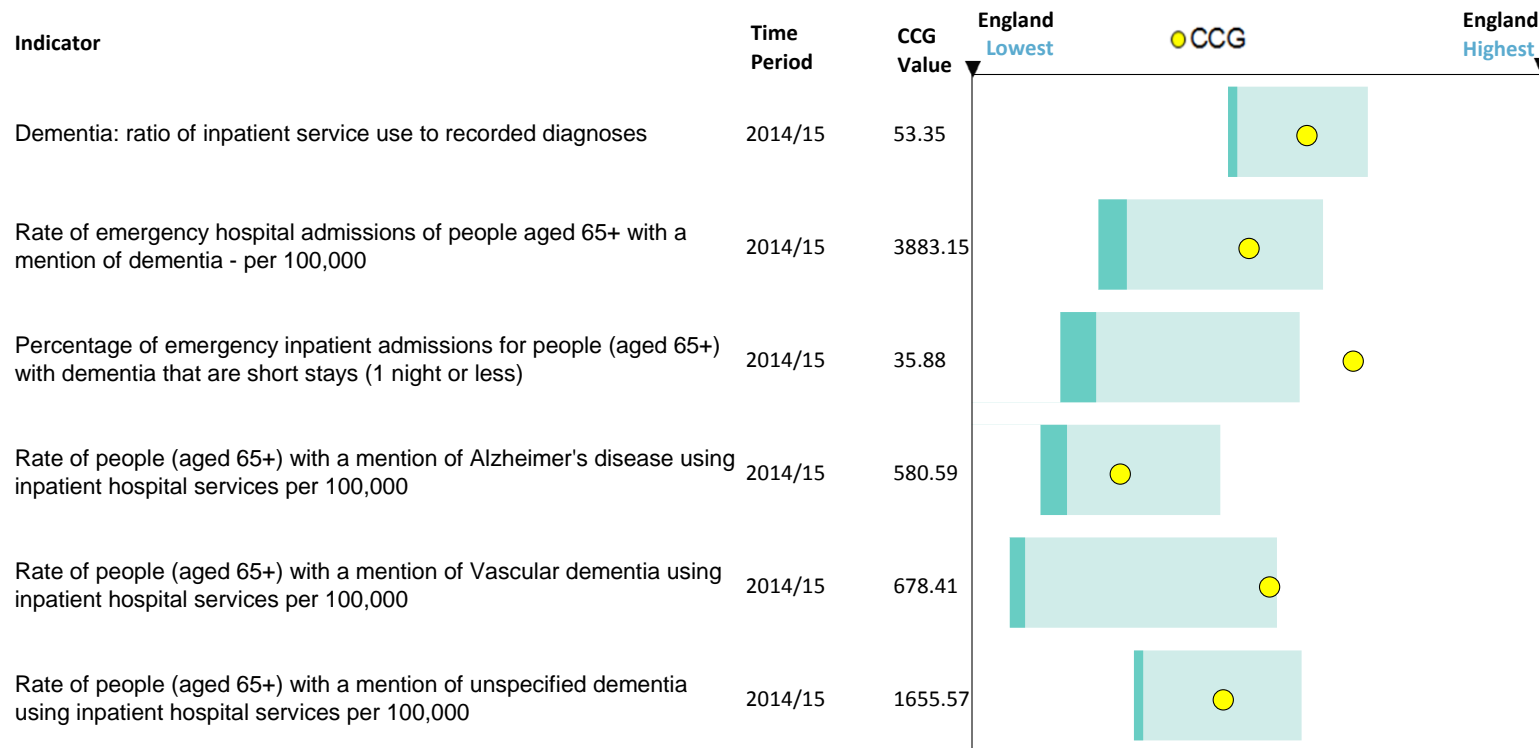 Indicator
Time
Period
CCG
Value
England
Lowest
CCG
England
Highest
Dementia: ratio of inpatient service use to recorded diagnoses 2014/15 53.35
Rate of emergency hospital admissions of people aged 65+ with a
mention of dementia - per 100,000
2014/15 3883.15
Percentage of emergency inpatient admissions for people (aged 65+)
with dementia that are short stays (1 night or less)
2014/15 35.88
Rate of people (aged 65+) with a mention of Alzheimer's disease using
inpatient hospital services per 100,000
2014/15 580.59
Rate of people (aged 65+) with a mention of Vascular dementia using
inpatient hospital services per 100,000
2014/15 678.41
Rate of people (aged 65+) with a mention of unspecified dementia
using inpatient hospital services per 100,000
2014/15 1655.57